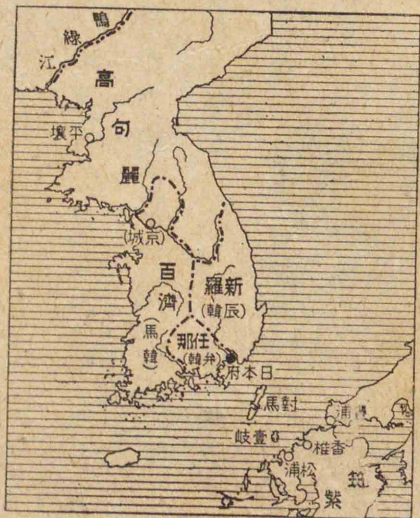 鴨綠江
高句麗
平壤
(京城)
百濟
(馬韓)
新羅
(辰韓)
任那
(弁韓)
日本府
對馬
壹岐
香椎
松浦
筑紫